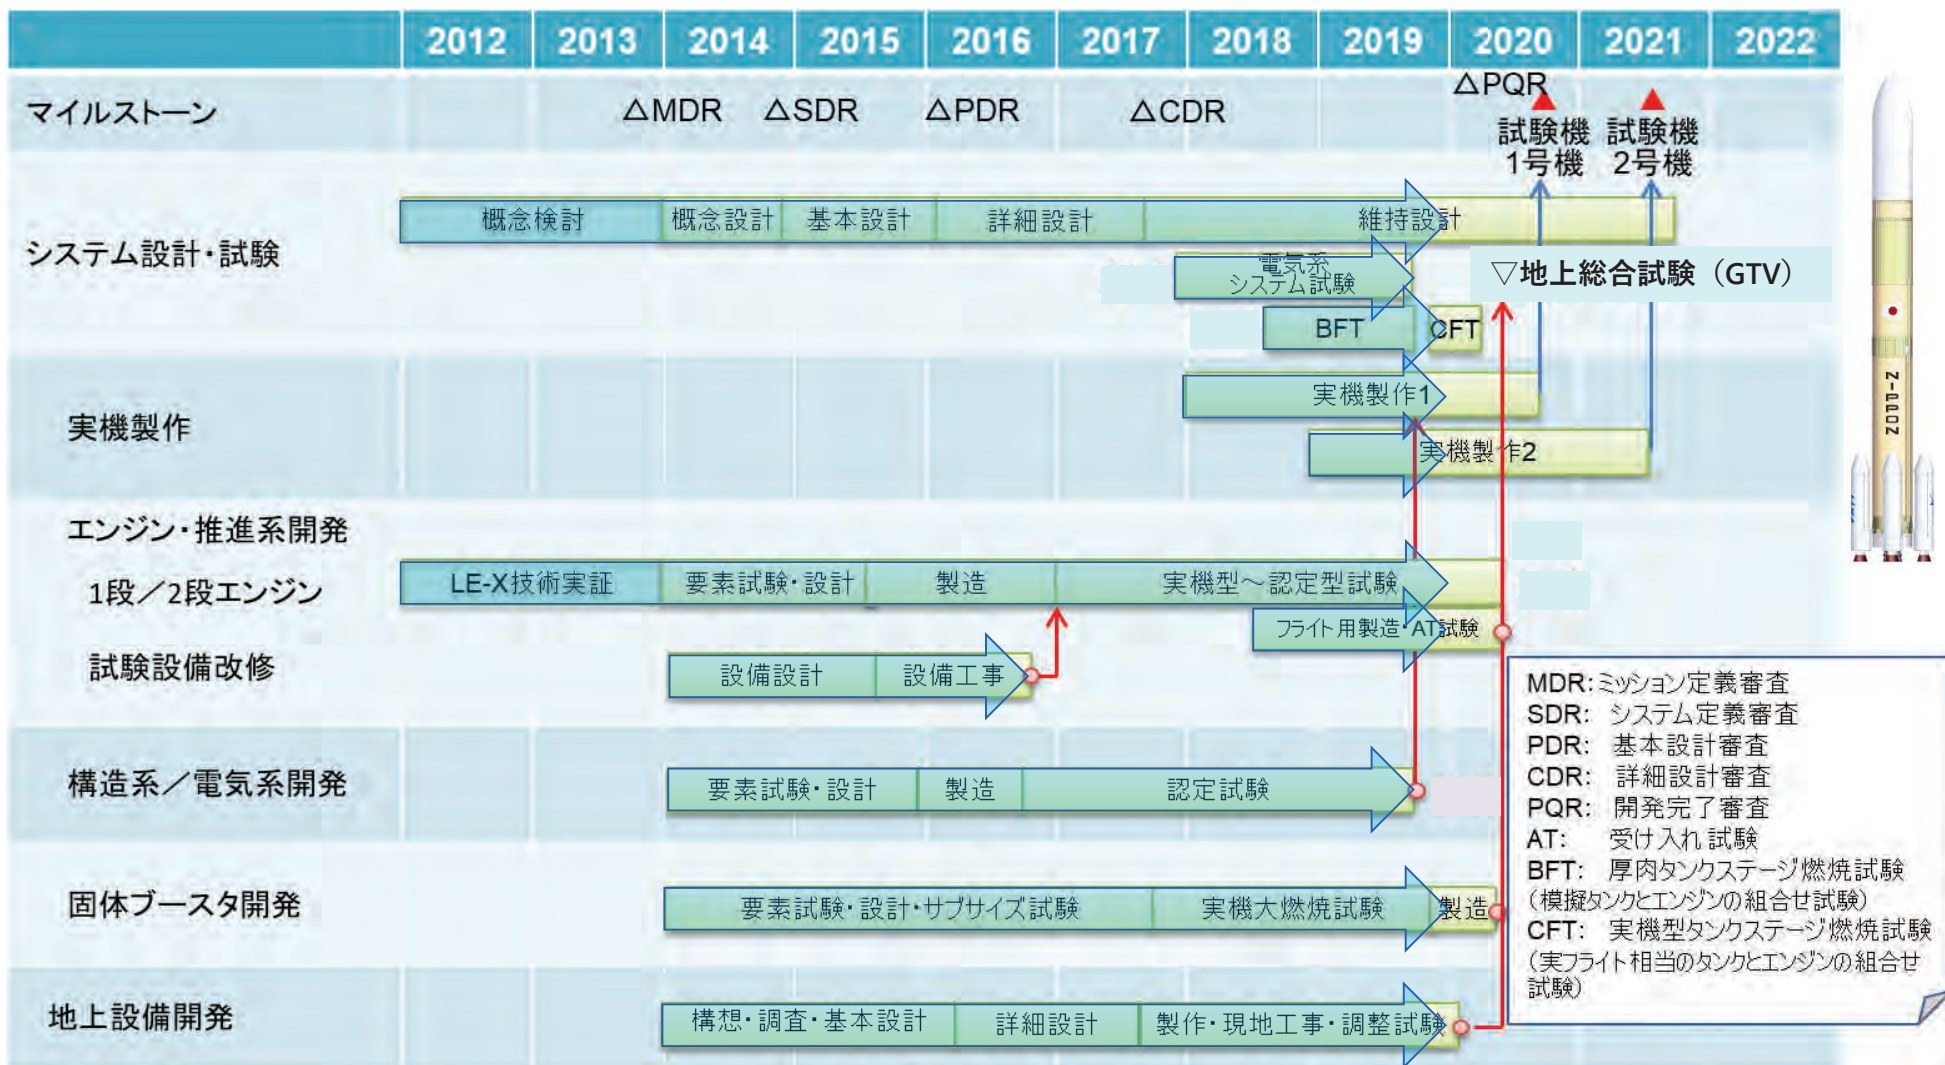 2012 2013 2014 2015 2016 2017 2018 2019 2020 2021 2022
マイルストーン
△MDR △SDR △PDR △CDR △PQR
試験機
1号機
試験機
2号機
システム設計・試験
概念検討 概念設計 基本設計 詳細設計 維持設計
電気系
システム試験
▽地上総合試験（GTV）
BFT CFT
実機製作
実機製作1
実機製作2
エンジン・推進系開発
1段／2段エンジン
LE-X技術実証 要素試験・設計 製造 実機型～認定型試験
フライト用製造・AT試験
試験設備改修
設備設計 設備工事
構造系／電気系開発
要素試験・設計 製造 認定試験
固体ブースタ開発
要素試験・設計・サブサイズ試験 実機大燃焼試験 製造
地上設備開発
構想・調査・基本設計 詳細設計 製作・現地工事・調整試験
MDR：ミッション定義審査
SDR： システム定義審査
PDR： 基本設計審査
CDR： 詳細設計審査
PQR： 開発完了審査
AT： 受け入れ試験
BFT： 厚肉タンクステージ燃焼試験
（模擬タンクとエンジンの組合せ試験）
CFT： 実機型タンクステージ燃焼試験
（実フライト相当のタンクとエンジンの組合せ
試験）
NIPPON